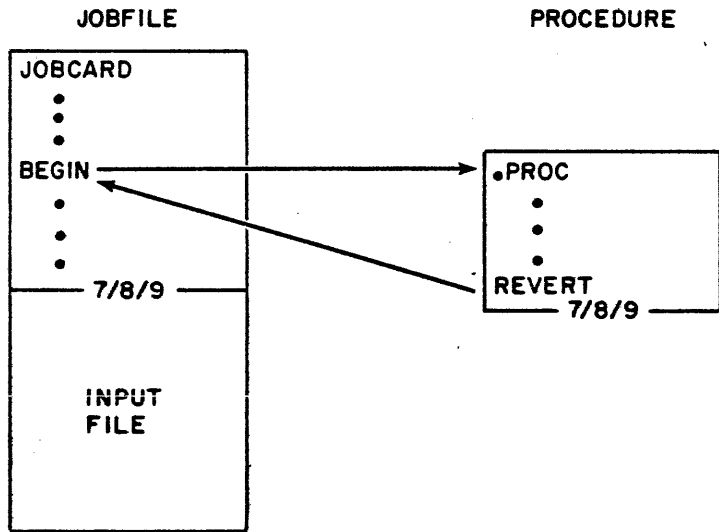 JOBFILE
JOBCARD
BEGIN
7/8/9
INPUT
FILE
PROCEDURE
.PROC
REVERT
7/8/9